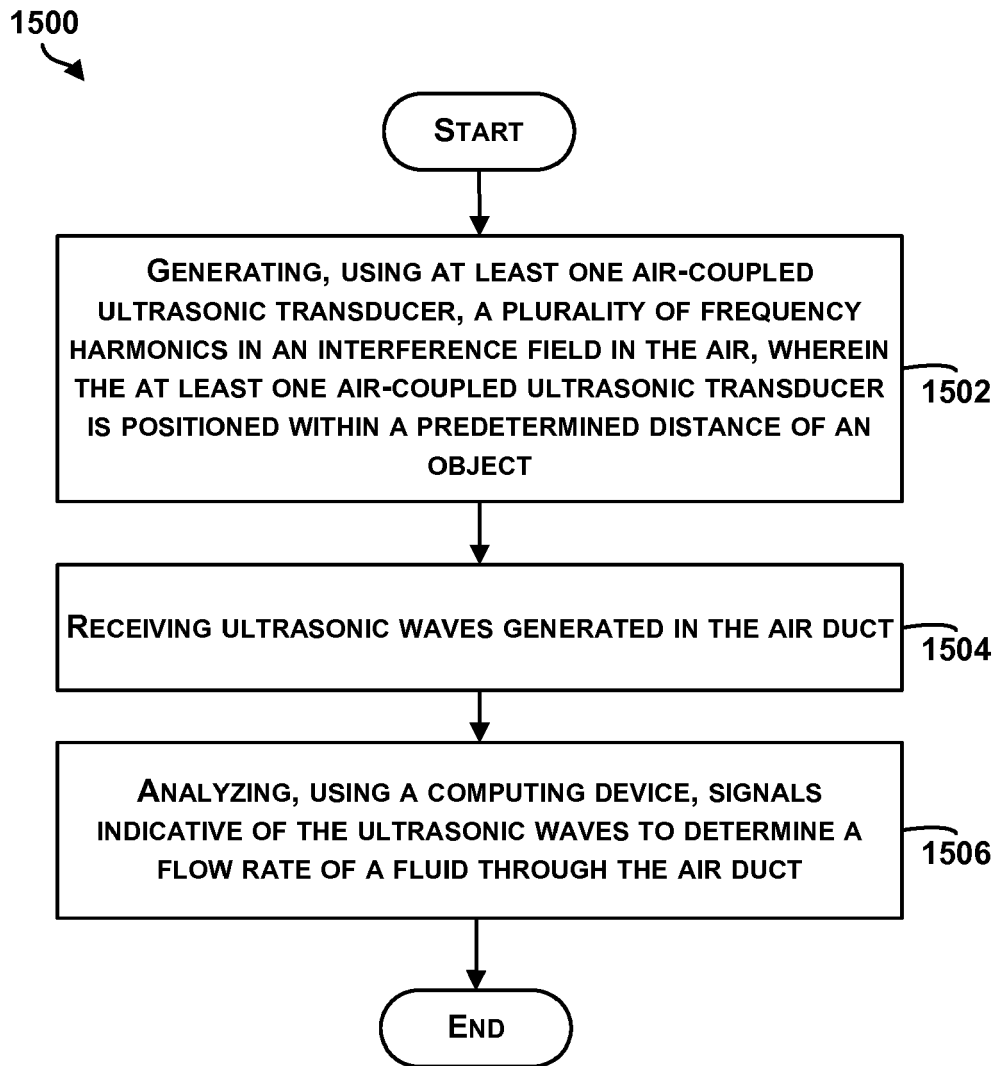 1500
START
GENERATING, USING AT LEAST ONE AIR-COUPLED
ULTRASONIC TRANSDUCER, A PLURALITY OF FREQUENCY
HARMONICS IN AN INTERFERENCE FIELD IN THE AIR, WHEREIN
THE AT LEAST ONE AIR-COUPLED ULTRASONIC TRANSDUCER
IS POSITIONED WITHIN A PREDETERMINED DISTANCE OF AN
OBJECT
1502
RECEIVING ULTRASONIC WAVES GENERATED IN THE AIR DUCT
1504
ANALYZING, USING A COMPUTING DEVICE, SIGNALS
INDICATIVE OF THE ULTRASONIC WAVES TO DETERMINE A
FLOW RATE OF A FLUID THROUGH THE AIR DUCT
1506
END